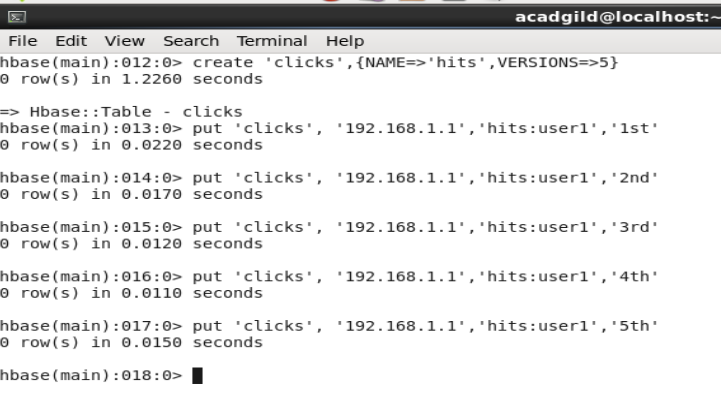 acadgild@localhost:~
File Edit View Search Terminal Help
hbase(main):012:0> create 'clicks',{NAME=>'hits',VERSIONS=>5}
0 row(s) in 1.2260 seconds
=> Hbase::Table - clicks
hbase(main):013:0> put 'clicks', '192.168.1.1','hits:user1','1st'
0 row(s) in 0.0220 seconds
hbase(main):014:0> put 'clicks', '192.168.1.1','hits:user1','2nd'
0 row(s) in 0.0170 seconds
hbase(main):015:0> put 'clicks', '192.168.1.1','hits:user1','3rd'
0 row(s) in 0.0120 seconds
hbase(main):016:0> put 'clicks', '192.168.1.1','hits:user1','4th'
0 row(s) in 0.0110 seconds
hbase(main):017:0> put 'clicks', '192.168.1.1','hits:user1','5th'
0 row(s) in 0.0150 seconds
hbase(main):018:0>